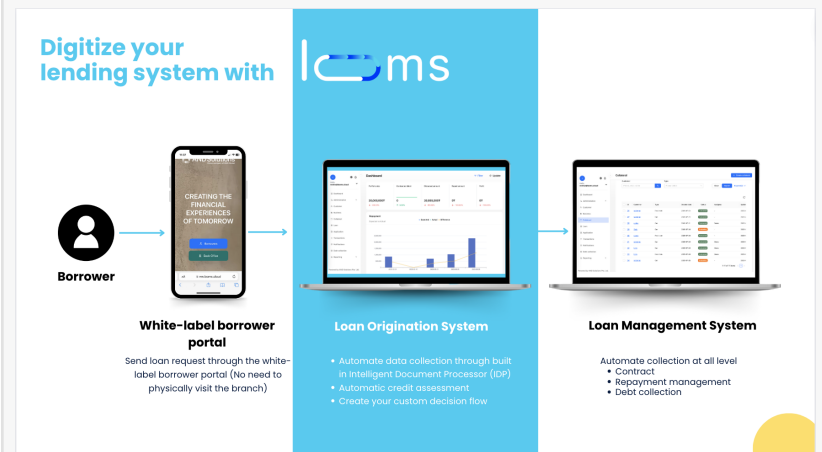 Digitize your
lending system with
looms
CREATING THE
FINANCIAL
EXPERIENCES
OF TOMORROW
Dashboard
Borrower
White-label borrower
portal
Send loan request through the white-
label borrower portal (No need to
physically visit the branch)
Loan Origination System
Automate data collection through built
in Intelligent Document Processor (IDP)
Automatic credit assessment
Create your custom decision flow
Loan Management System
Automate collection at all level
Contract
Repayment management
Debt collection